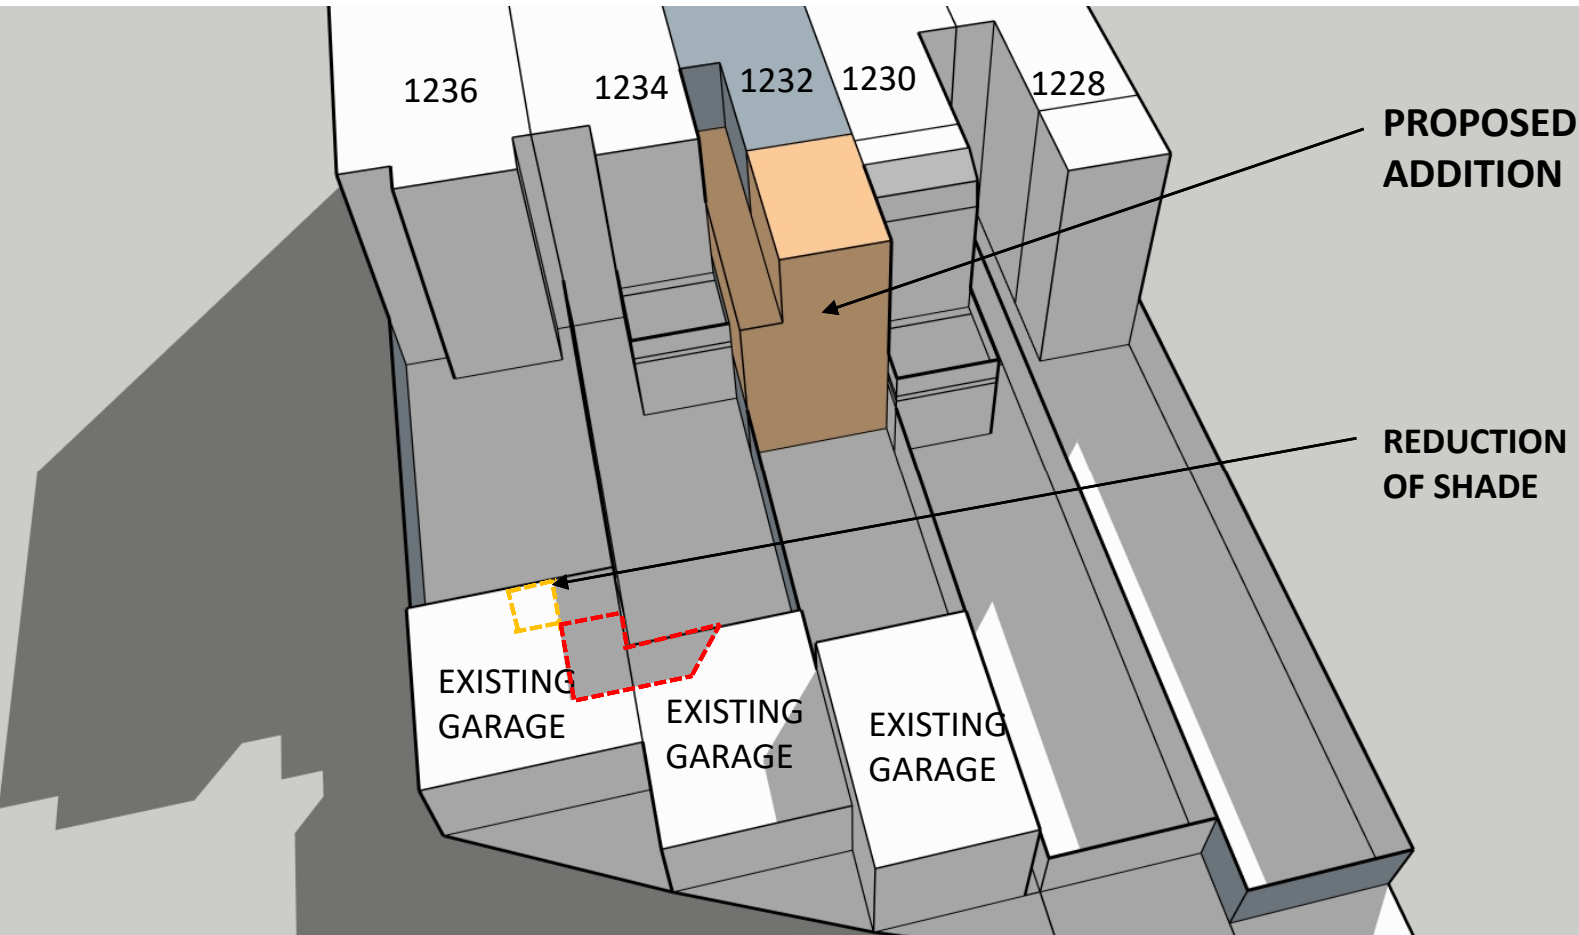 1236
1234
1232
1230
1228
PROPOSED
ADDITION
REDUCTION
OF SHADE
EXISTING
GARAGE
EXISTING
GARAGE
EXISTING
GARAGE